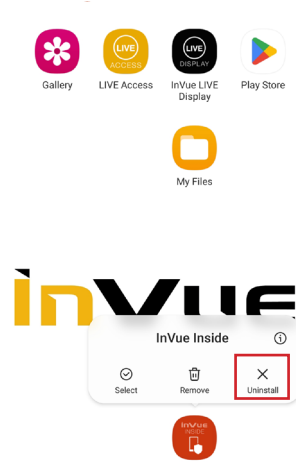 LIVE
ACCESS
LIVE
DISPLAY
Gallery
LIVE Access
InVue LIVE
Display
Play Store
My Files
inVue
InVue Inside
Select
Remove
Uninstall
InVue
INSIDE